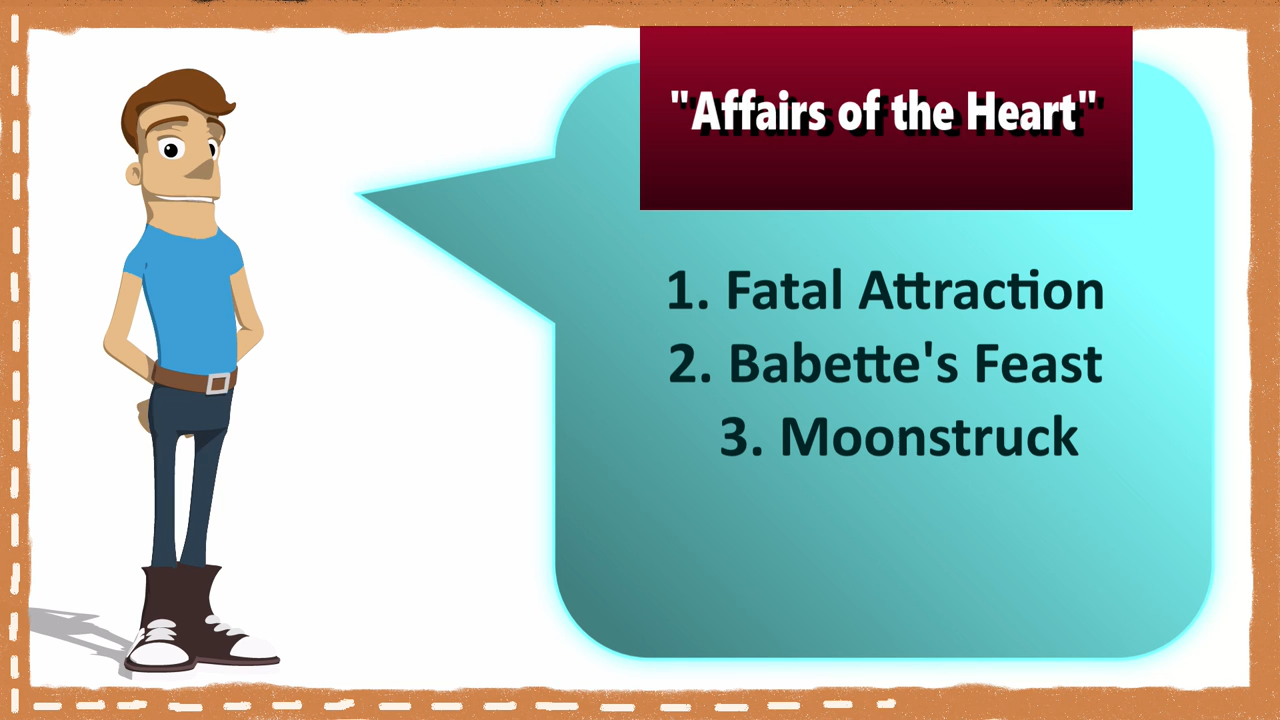 "Affairs of the Heart"
1. Fatal Attraction
2. Babette's Feast
3. Moonstruck